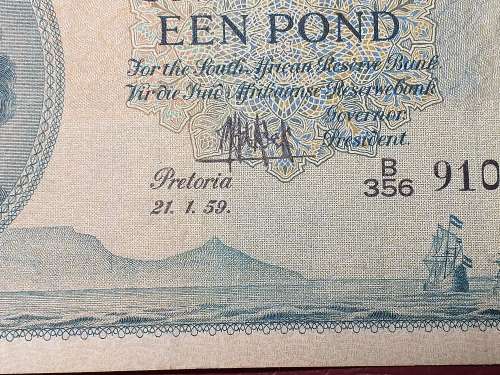 EEN POND
For the South African Reserve Bank
Vir die Suid-Afrikaanse Reserwebank
Governor.
President.
Pretoria
21. 1. 59.
B
356 910